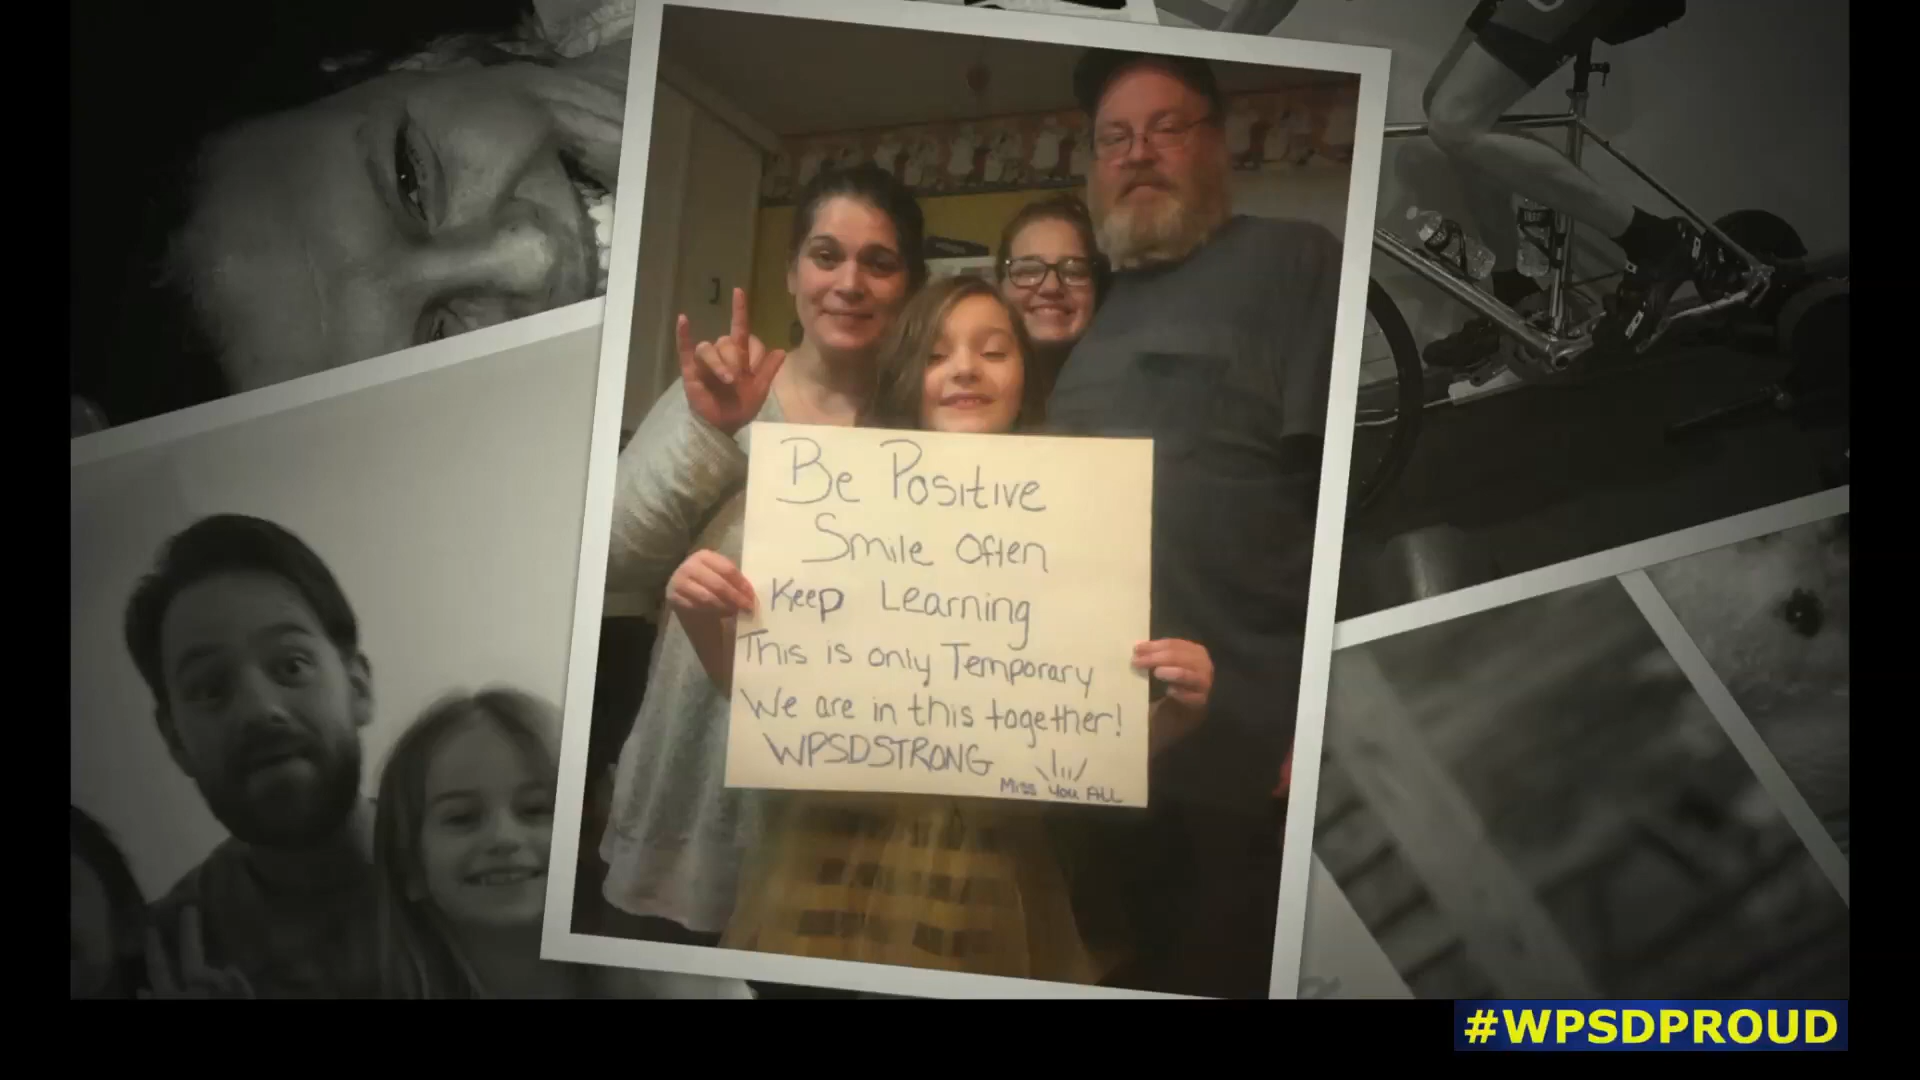 Be Positive
Smile Often
Keep Learning
This is only Temporary
We are in this together!
WPSDSTRONG
Miss you ALL
#WPSDPROUD